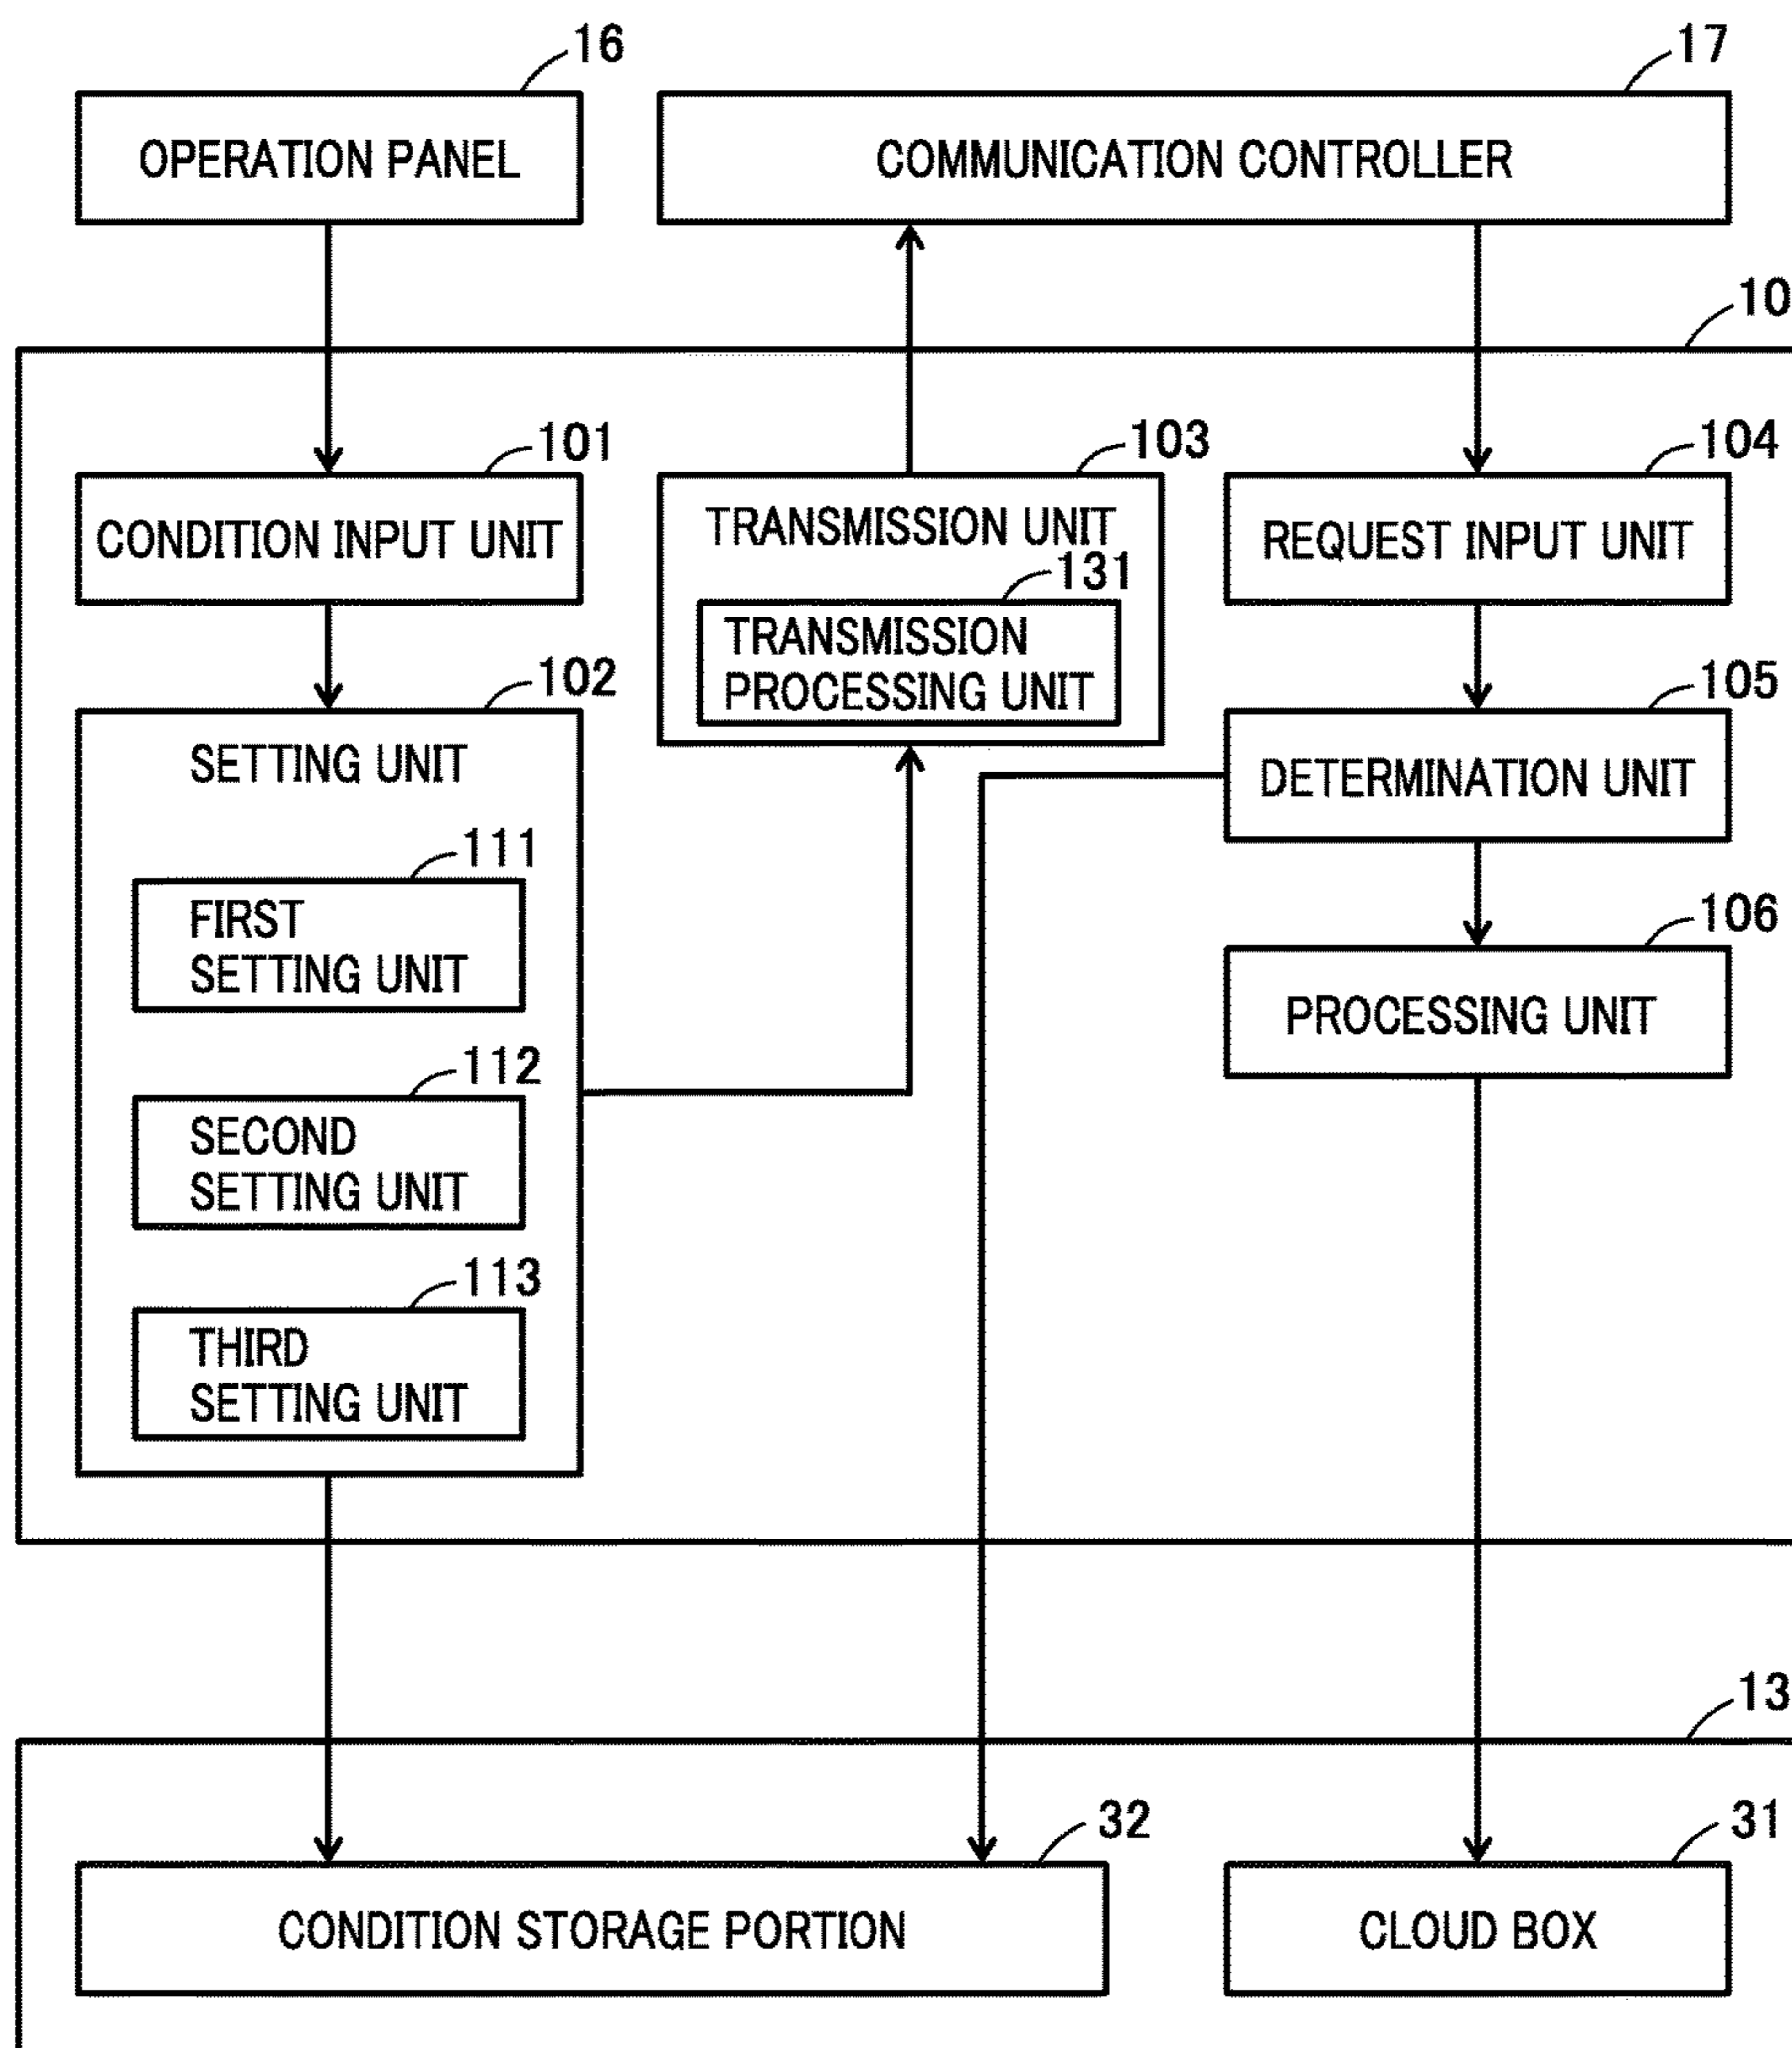 16
17
OPERATION PANEL
COMMUNICATION CONTROLLER
10
101
103
104
CONDITION INPUT UNIT
TRANSMISSION UNIT
REQUEST INPUT UNIT
131
TRANSMISSION
PROCESSING UNIT
102
105
SETTING UNIT
DETERMINATION UNIT
111
FIRST
SETTING UNIT
106
PROCESSING UNIT
112
SECOND
SETTING UNIT
113
THIRD
SETTING UNIT
13
32
31
CONDITION STORAGE PORTION
CLOUD BOX